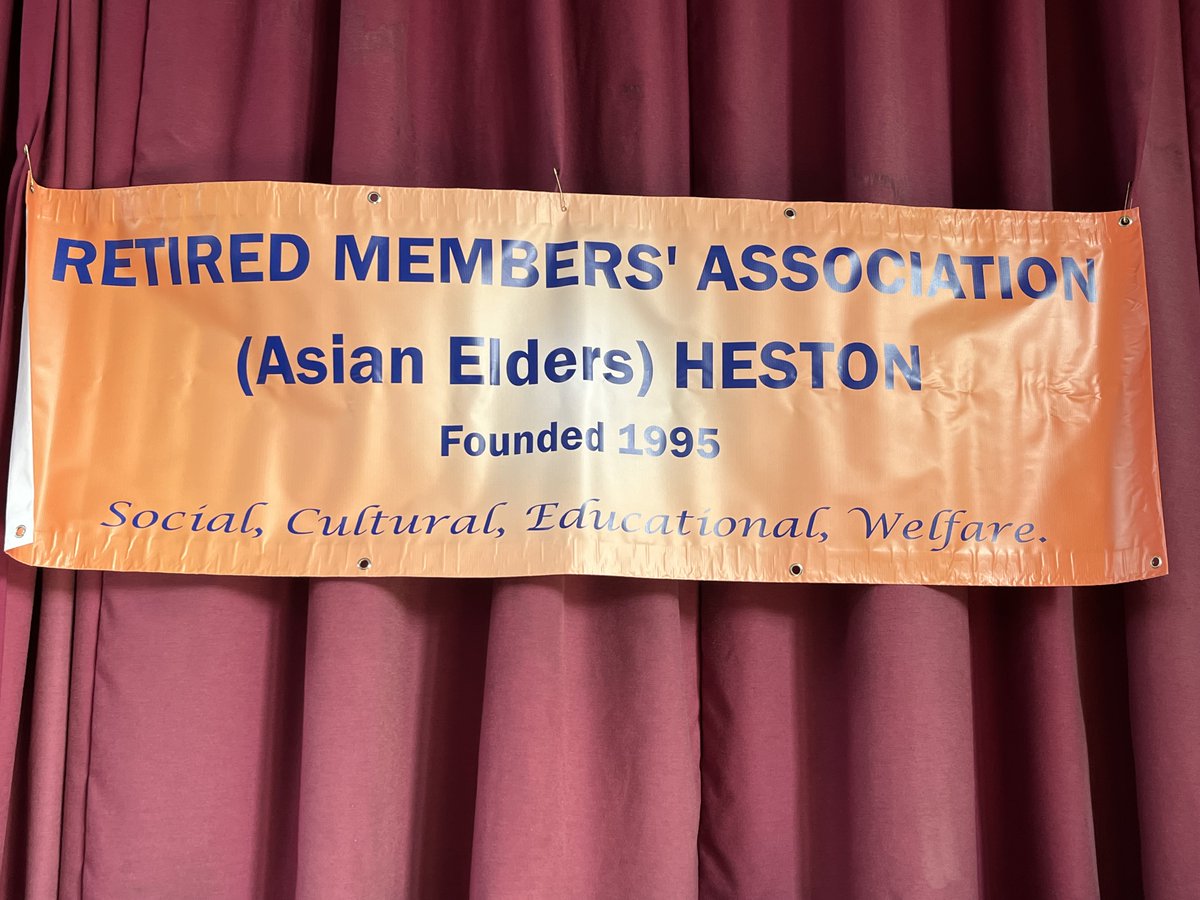 RETIRED MEMBERS' ASSOCIATION
(Asian Elders) HESTON
Founded 1995
Social, Cultural, Educational, Welfare.